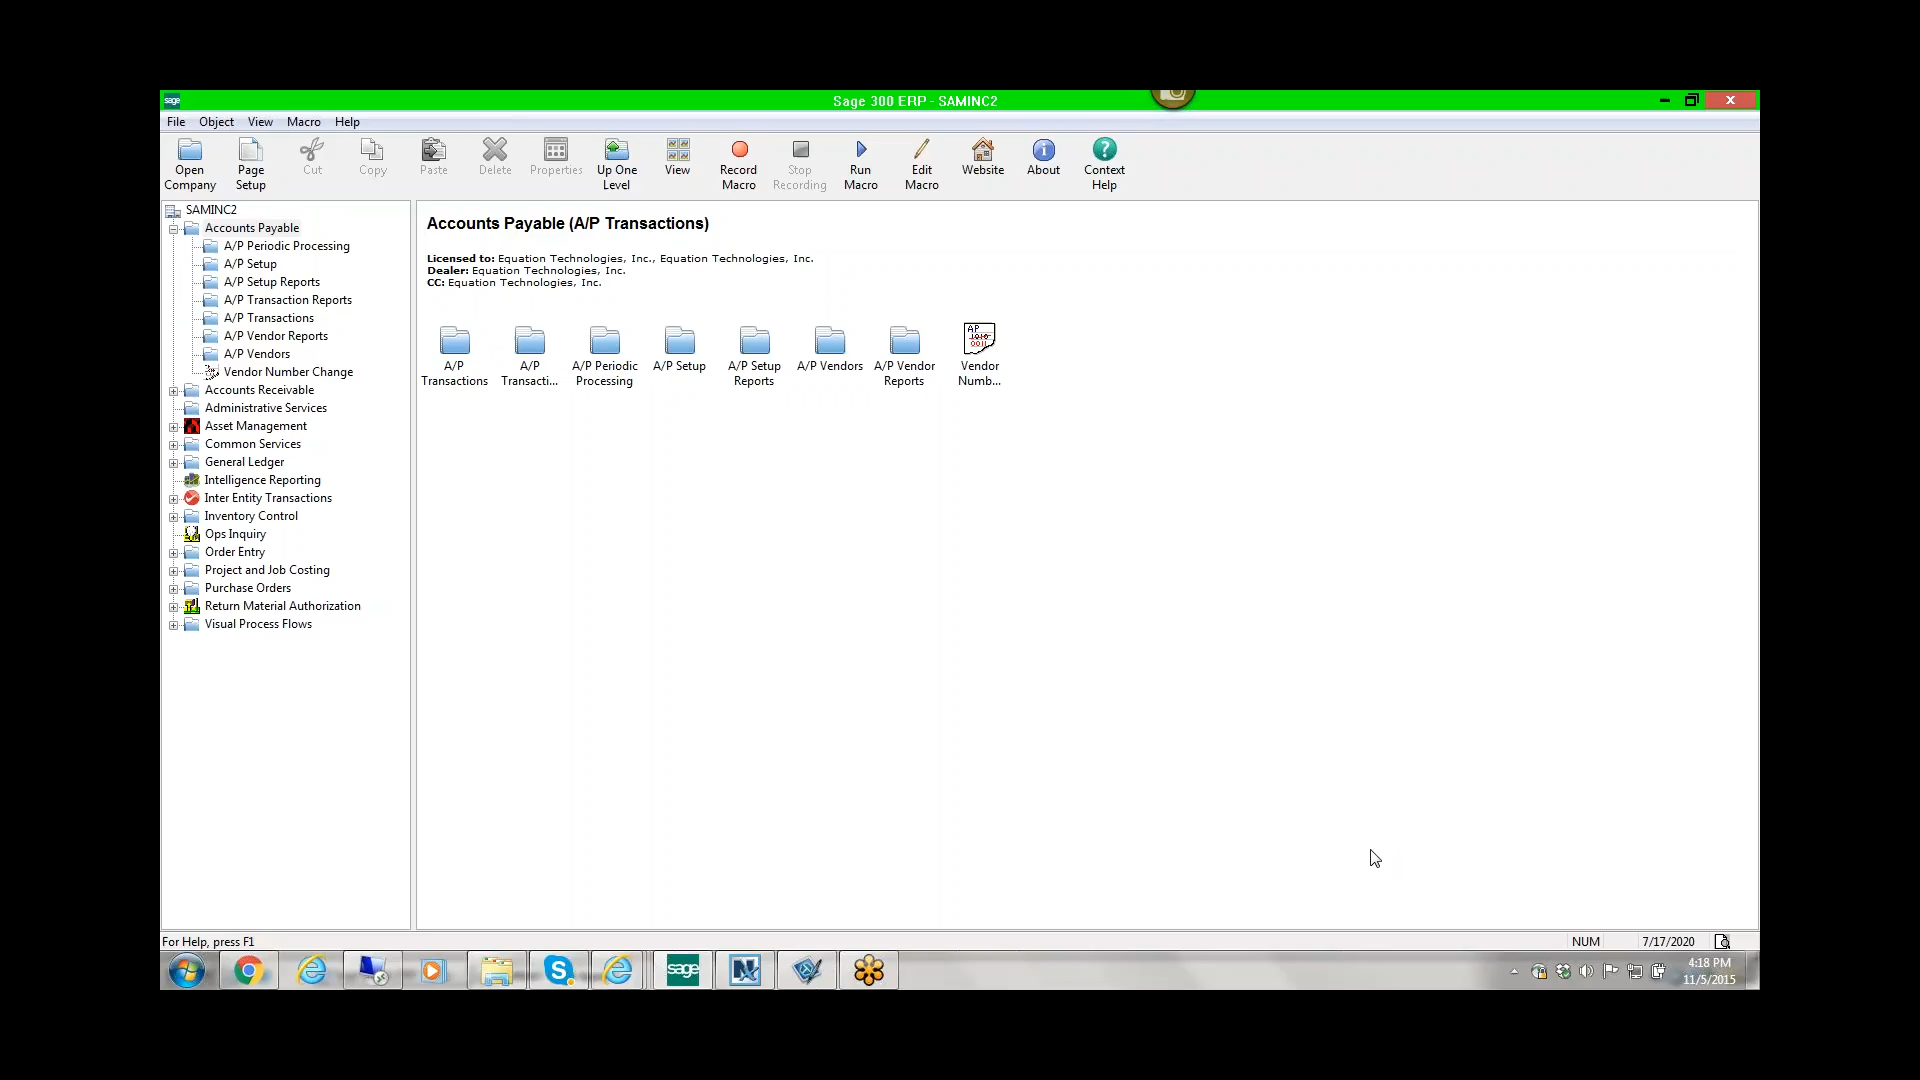 sage
Sage 300 ERP - SAMINC2
X
File Object View Macro Help
Open Company
Page Setup
Cut
Copy
Paste
Delete
Properties
Up One Level
View
Record Macro
Stop Recording
Run Macro
Edit Macro
Website
About
Context Help
SAMINC2
Accounts Payable
A/P Periodic Processing
A/P Setup
A/P Setup Reports
A/P Transaction Reports
A/P Transactions
A/P Vendor Reports
A/P Vendors
Vendor Number Change
Accounts Receivable
Administrative Services
Asset Management
Common Services
General Ledger
Intelligence Reporting
Inter Entity Transactions
Inventory Control
Ops Inquiry
Order Entry
Project and Job Costing
Purchase Orders
Return Material Authorization
Visual Process Flows
Accounts Payable (A/P Transactions)
Licensed to: Equation Technologies, Inc., Equation Technologies, Inc.
Dealer: Equation Technologies, Inc.
CC: Equation Technologies, Inc.
A/P Transactions
A/P Transacti...
A/P Periodic Processing
A/P Setup
A/P Setup Reports
A/P Vendors
A/P Vendor Reports
AP
Vendor Numb...
For Help, press F1
NUM
7/17/2020
sage
4:18 PM
11/5/2015